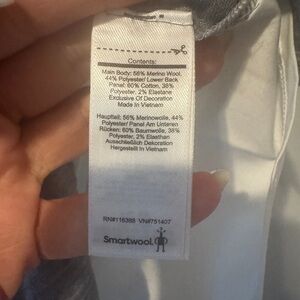 Contents:
Main Body: 56% Merino Wool,
44% Polyester/ Lower Back
Panel: 60% Cotton, 38%
Polyester, 2% Elastane
Exclusive Of Decoration
Made In Vietnam
Hauptteil: 56% Merinowolle, 44%
Polyester/ Panel Am Unteren
Rücken: 60% Baumwolle, 38%
Polyester, 2% Elasthan
Ausschließlich Dekoration
Hergestellt In Vietnam
RN#116388 VN#751407
Smartwool